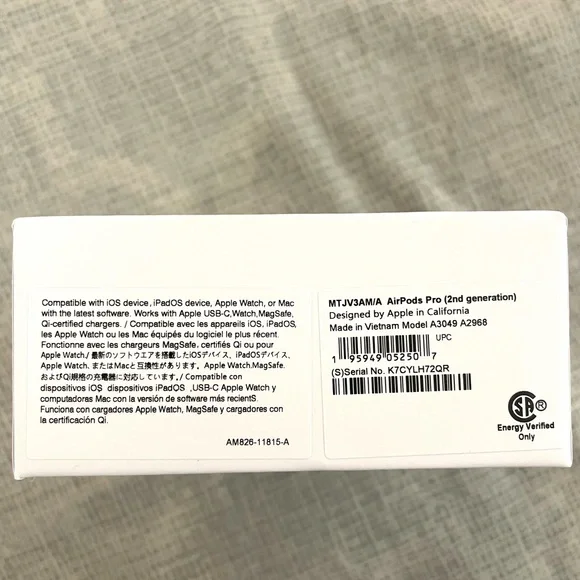 Compatible with iOS device, iPadOS device, Apple Watch, or Mac
with the latest software. Works with Apple USB-C,Watch,MagSafe,
Qi-certified chargers. / Compatible avec les appareils iOS, iPadOS,
les Apple Watch ou les Mac équipés du logiciel le plus récent.
Fonctionne avec les chargeurs MagSafe, certifiés Qi ou pour
Apple Watch./ 最新のソフトウエアを搭載したiOSデバイス、iPadOSデバイス、
Apple Watch, またはMacと互換性があります。Apple Watch.MagSafe.
およびQi規格の充電器に対応しています。/ Compatible con
dispositivos iOS dispositivi iPadOS ,USB-C Apple Watch y
computadoras Mac con la versión de software más recientS.
Funciona con cargadores Apple Watch, MagSafe y cargadores con
la certificación Qi.
AM826-11815-A
MTJV3AM/A AirPods Pro (2nd generation)
Designed by Apple in California
Made in Vietnam Model A3049 A2968
UPC
1 95949 05250 7
(S)Serial No. K7CYLH72QR
SA ®
Energy Verified
Only